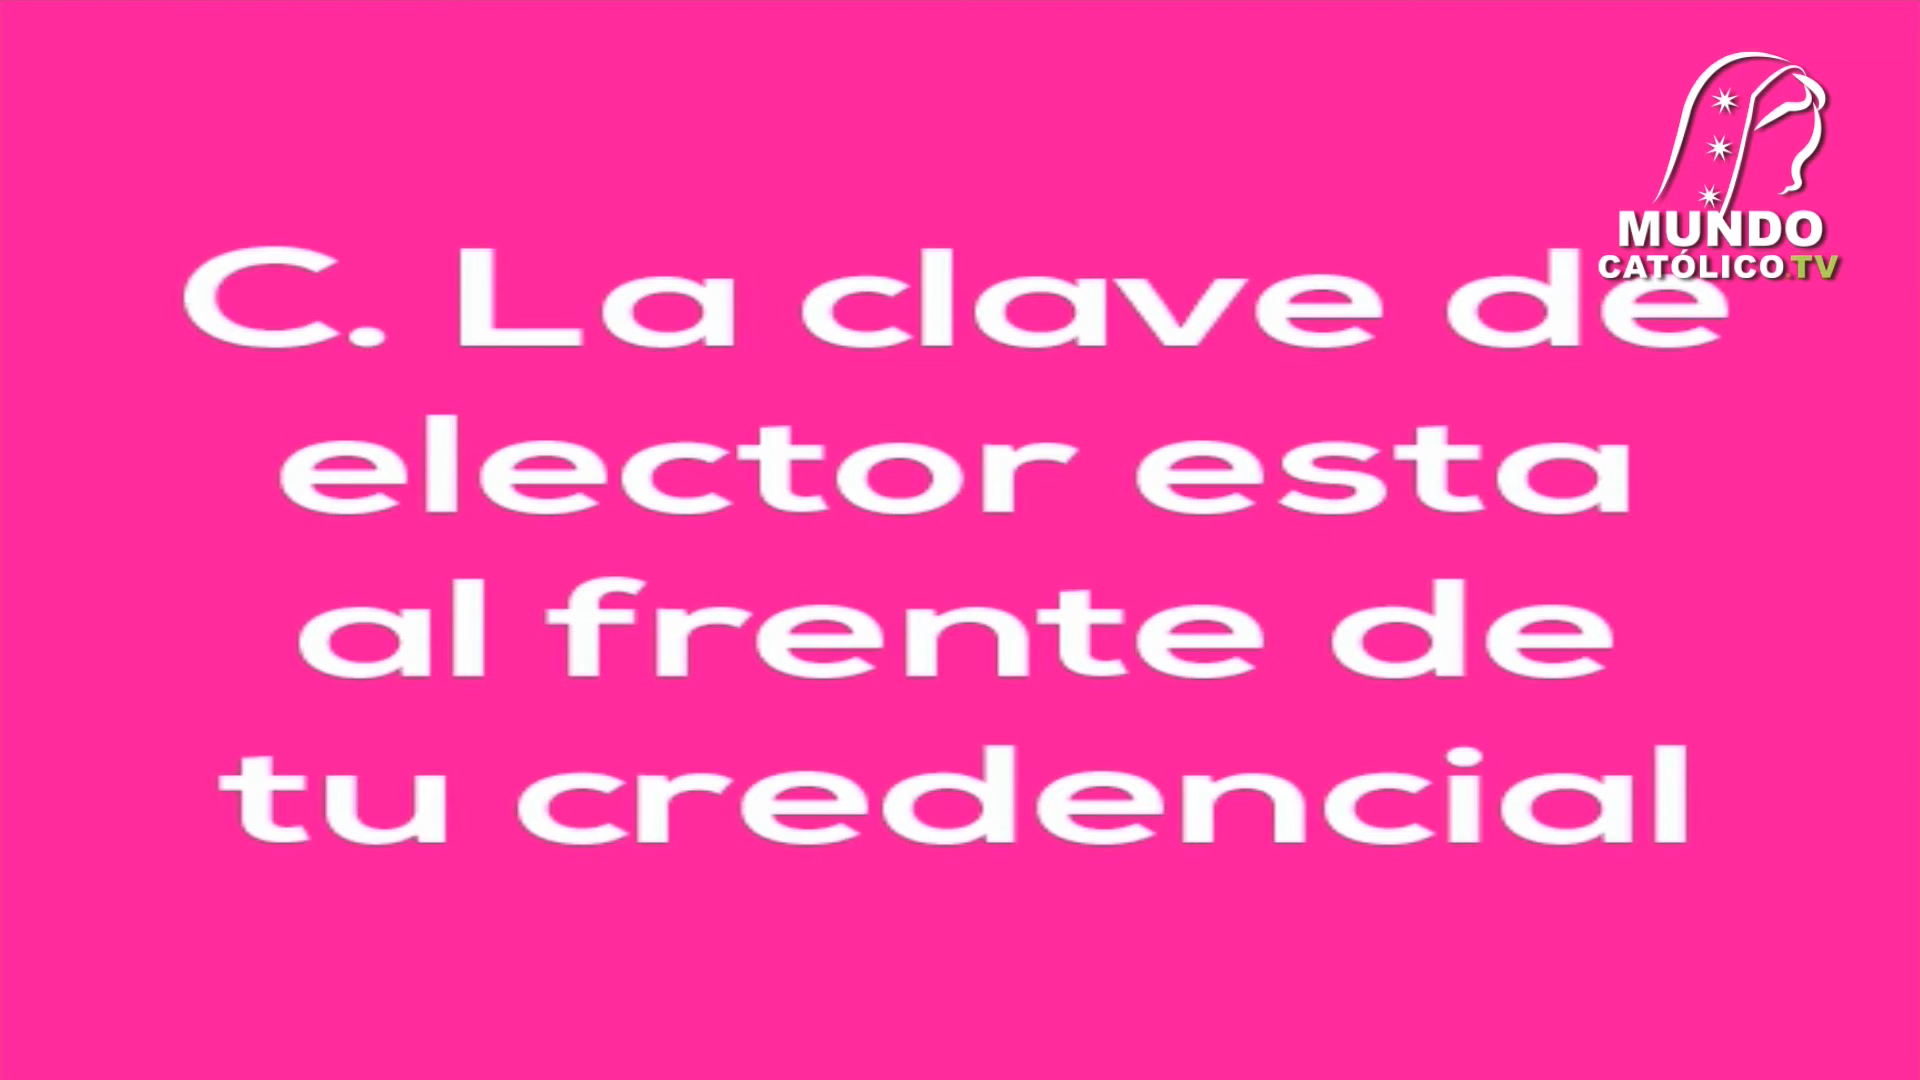 MUNDO
CATÓLICO.TV
C. La clave de
elector esta
al frente de
tu credencial